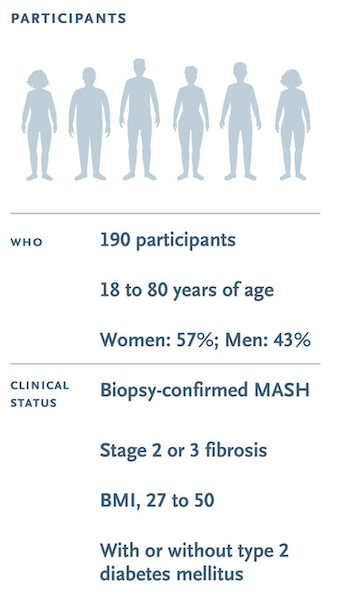 PARTICIPANTS
WHO
190 participants
18 to 80 years of age
Women: 57%; Men: 43%
CLINICAL
STATUS
Biopsy-confirmed MASH
Stage 2 or 3 fibrosis
BMI, 27 to 50
With or without type 2
diabetes mellitus